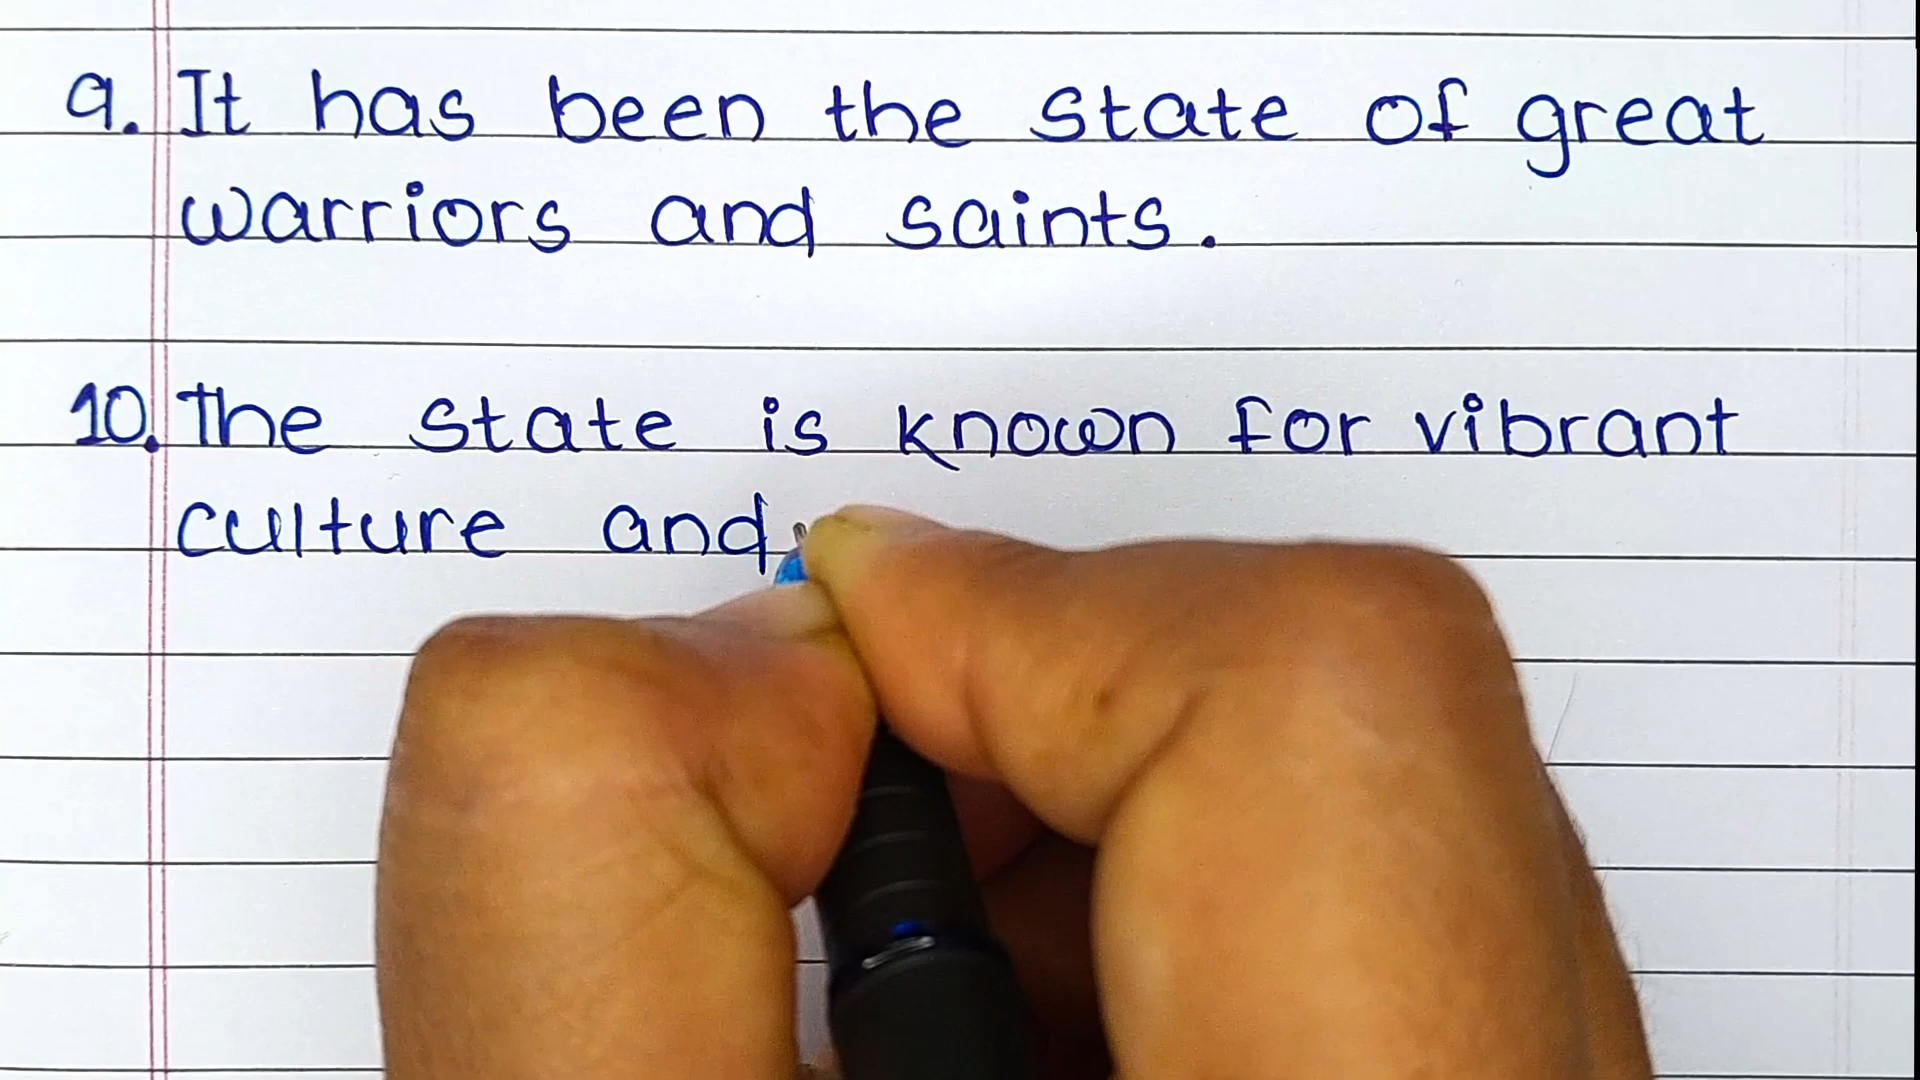 9. It has been the state of great
warriors and saints.
10. The state is known for vibrant
culture and